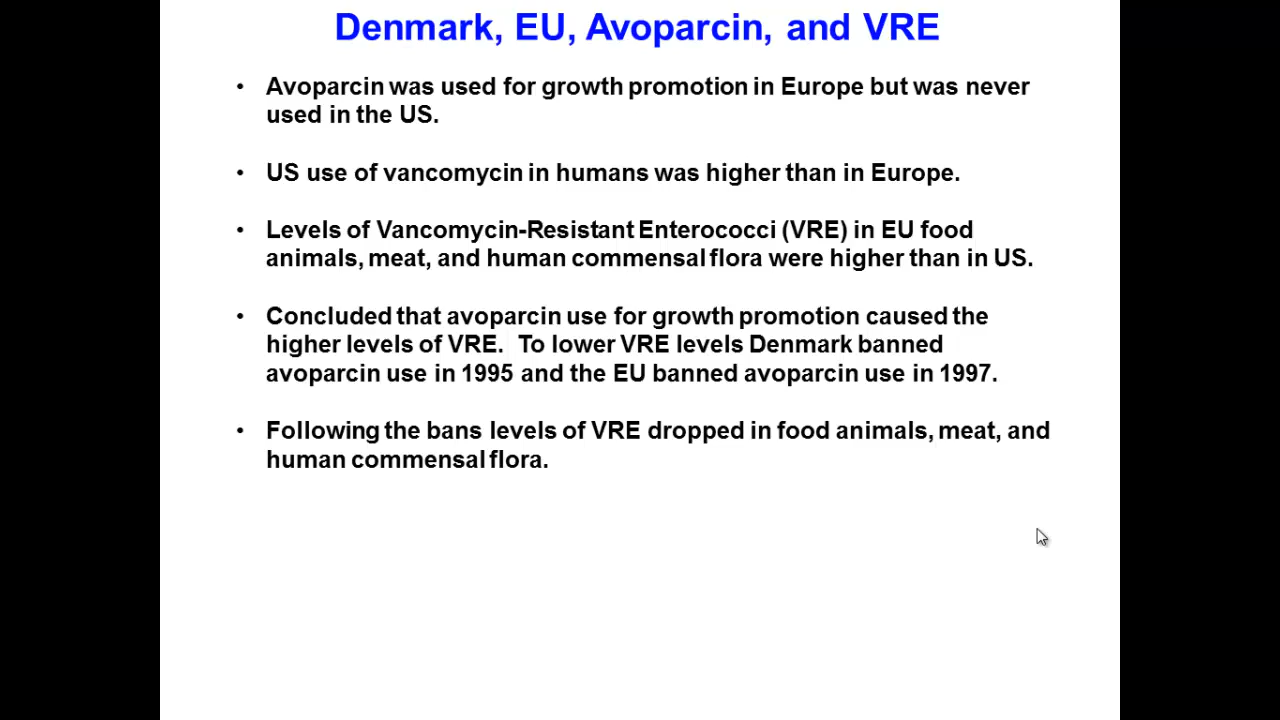 Denmark, EU, Avoparcin, and VRE
• Avoparcin was used for growth promotion in Europe but was never
used in the US.
• US use of vancomycin in humans was higher than in Europe.
• Levels of Vancomycin-Resistant Enterococci (VRE) in EU food
animals, meat, and human commensal flora were higher than in US.
• Concluded that avoparcin use for growth promotion caused the
higher levels of VRE. To lower VRE levels Denmark banned
avoparcin use in 1995 and the EU banned avoparcin use in 1997.
• Following the bans levels of VRE dropped in food animals, meat, and
human commensal flora.